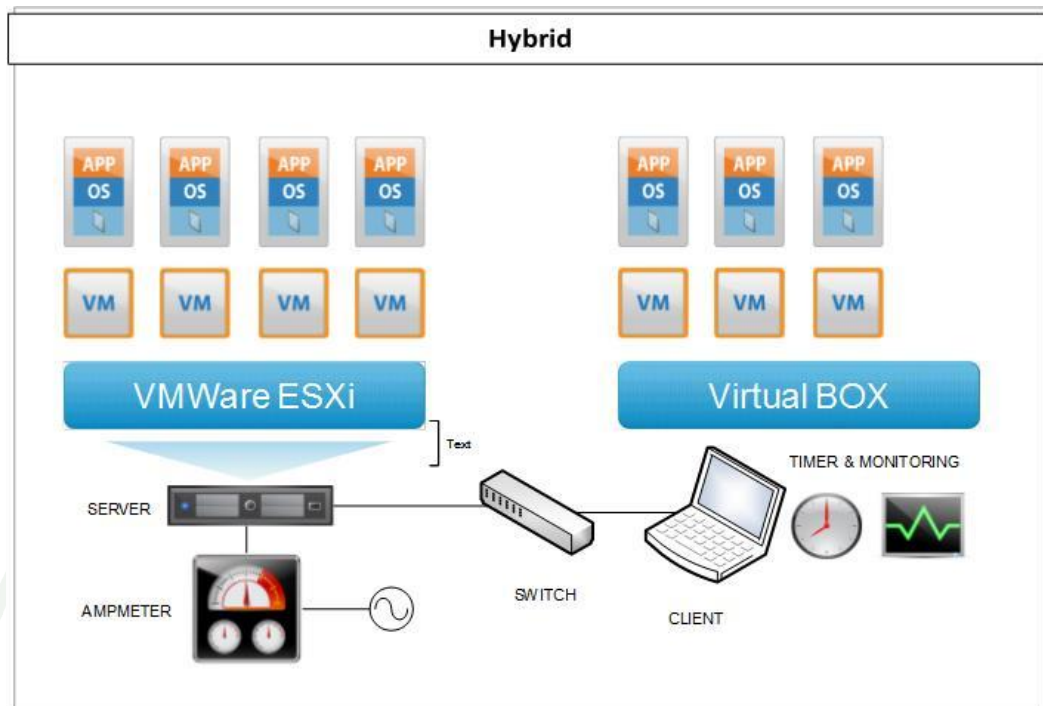 Hybrid
APP APP APP APP APP APP APP
OS OS OS OS OS OS OS
VM VM VM VM VM VM VM
VMWare ESXi
Virtual BOX
Text
TIMER & MONITORING
SERVER
SWITCH
AMPMETER
CLIENT